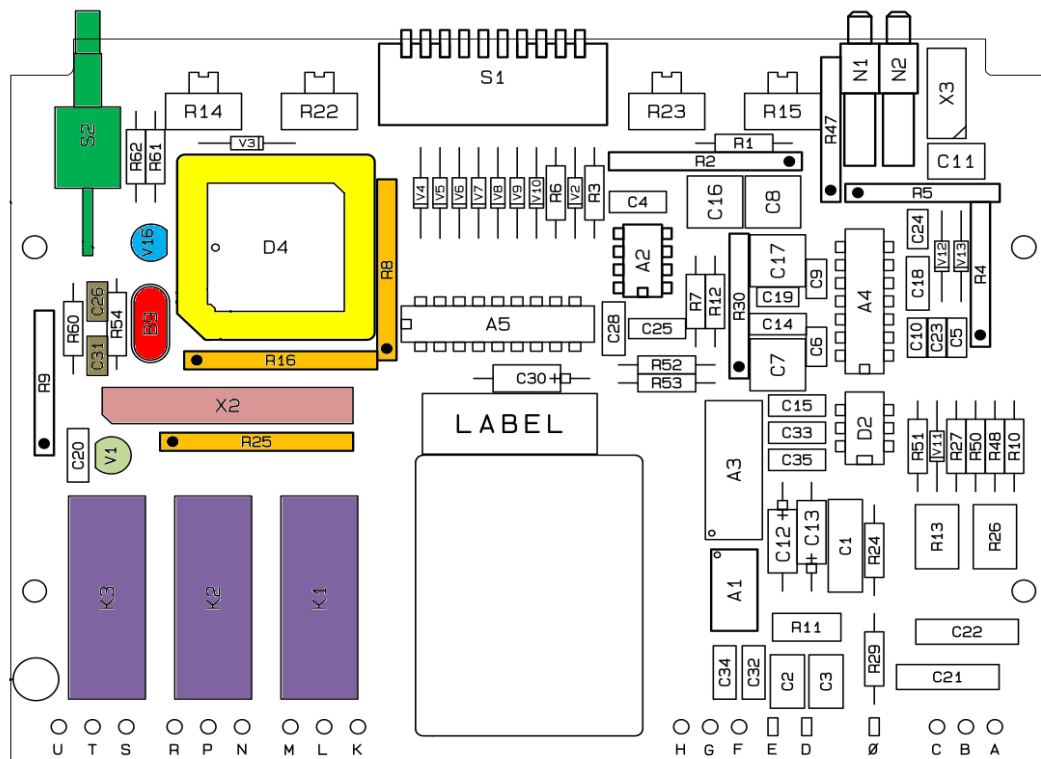 S1
N1
N2
X3
R14
R22
R23
R15
S2
R62
R61
V3
R47
R1
R2
C11
R5
V4
V5
V6
V7
V8
V9
V10
R6
V2
R3
C4
C16
C8
V16
D4
R8
A2
R7
R12
R30
C17
C9
C19
A4
C24
V12
V13
R4
C18
R60
C26
R54
B9
C31
A5
C28
C25
C14
C6
C10
C23
C5
R9
R16
C30
R52
R53
C7
X2
LABEL
C15
C33
C35
D2
R25
C20
V1
A3
R51
V11
R27
R50
R48
R10
K3
K2
K1
C12
C13
C1
R24
R13
R26
A1
R11
C22
C34
C32
C2
C3
R29
C21
U T S R P N M L K H G F E D Ø C B A